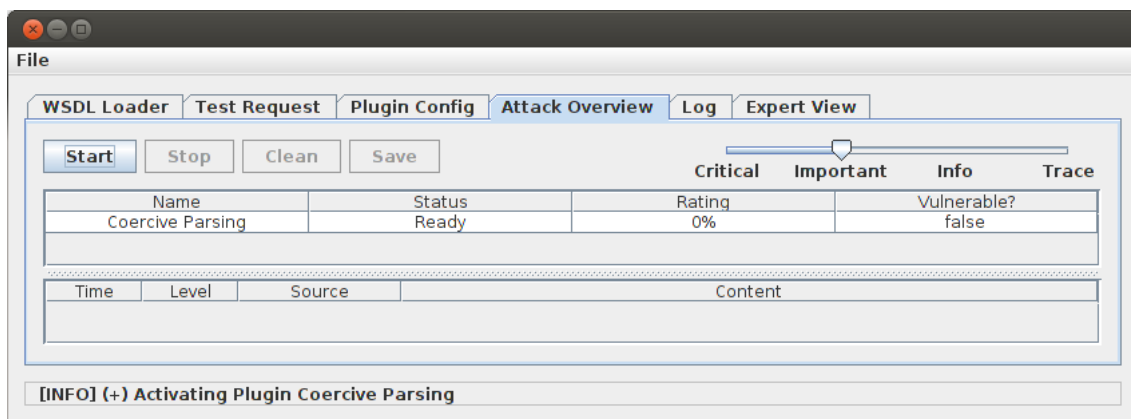 File
WSDL Loader Test Request Plugin Config Attack Overview Log Expert View
Start Stop Clean Save
Critical Important Info Trace
Name Status Rating Vulnerable?
Coercive Parsing Ready 0% false
Time Level Source Content
[INFO] (+) Activating Plugin Coercive Parsing